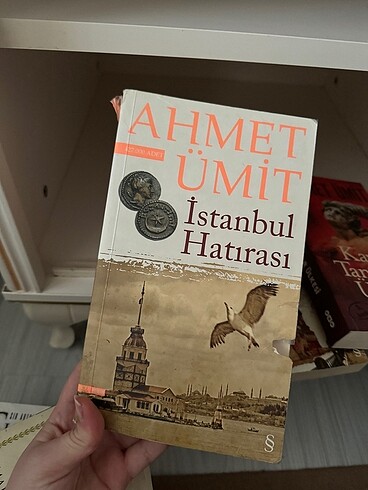 AHMET
ÜMİT
İstanbul
Hatırası